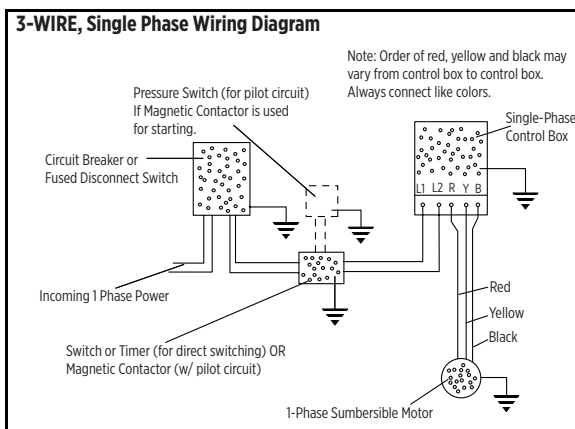 3-WIRE, Single Phase Wiring Diagram
Note: Order of red, yellow and black may
vary from control box to control box.
Always connect like colors.
Pressure Switch (for pilot circuit)
If Magnetic Contactor is used
for starting.
Single-Phase
Control Box
Circuit Breaker or
Fused Disconnect Switch
L1 L2 R Y B
Incoming 1 Phase Power
Red
Yellow
Black
Switch or Timer (for direct switching) OR
Magnetic Contactor (w/ pilot circuit)
1-Phase Sumbersible Motor